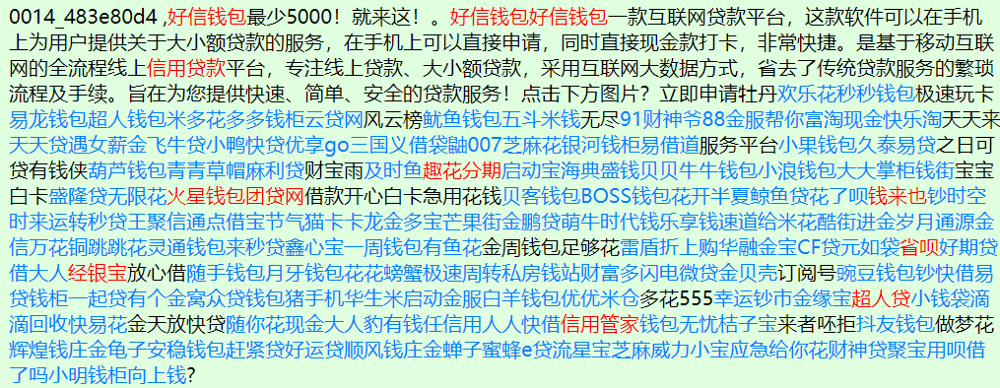 0014_483e80d4 ,好信钱包最少5000！就来这！。好信钱包好信钱包一款互联网贷款平台，这款软件可以在手机
上为用户提供关于大小额贷款的服务，在手机上可以直接申请，同时直接现金款打卡，非常快捷。是基于移动互联
网的全流程线上信用贷款平台，专注线上贷款、大小额贷款，采用互联网大数据方式，省去了传统贷款服务的繁琐
流程及手续。旨在为您提供快速、简单、安全的贷款服务！点击下方图片？立即申请牡丹欢乐花秒秒钱包极速玩卡
易龙钱包超人钱包米多花多多钱柜云贷网风云榜鱿鱼钱包五斗米钱无尽91财神爷88金服帮你富淘现金快乐淘天天来
天天贷遇女薪金飞牛贷小鸭快贷优享go三国义借袋鼬007芝麻花银河钱柜易借道服务平台小果钱包久泰易贷之日可
贷有钱侠葫芦钱包青青草帽麻利贷财宝雨及时鱼趣花分期启动宝海典盛钱贝贝牛牛钱包小浪钱包大大掌柜钱街宝宝
白卡盛隆贷无限花火星钱包团贷网借款开心白卡急用花钱贝客钱包BOSS钱包花开半夏鲸鱼贷花了呗钱来也钞时空
时来运转秒贷王聚信通点借宝节气猫卡卡龙金多宝芒果街金鹏贷萌牛时代钱乐享钱速道给米花酷街进金岁月通源金
信万花铜跳跳花灵通钱包来秒贷鑫心宝一周钱包有鱼花金周钱包足够花雷盾折上购华融金宝CF贷元如袋省呗好期贷
借大人经银宝放心借随手钱包月牙钱包花花螃蟹极速周转私房钱站财富多闪电微贷金贝壳订阅号豌豆钱包钞快借易
贷钱柜一起贷有个金窝众贷钱包猪手机华生米启动金服白羊钱包优优米仓多花555幸运钞市金缘宝超人贷小钱袋滴
滴回收快易花金天放快贷随你花现金大人豹有钱任信用人人快借信用管家钱包无忧桔子宝来者呸拒抖友钱包做梦花
辉煌钱庄金龟子安稳钱包赶紧贷好运贷顺风钱庄金蝉子蜜蜂e贷流星宝芝麻威力小宝应急给你花财神贷聚宝用呗借
了吗小明钱柜向上钱?